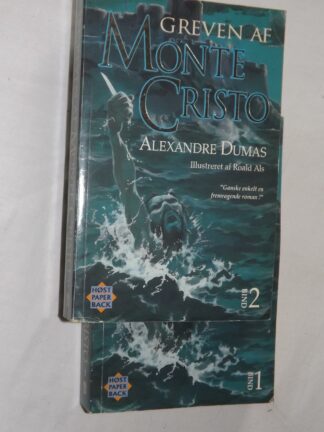 GREVEN AF
MONTE
CRISTO
ALEXANDRE DUMAS
Illustreret af Roald Als
"Ganske enkelt en
fremragende roman !"
BIND 2
HØST
PAPER
BACK
BIND 1
HØST
PAPER
BACK